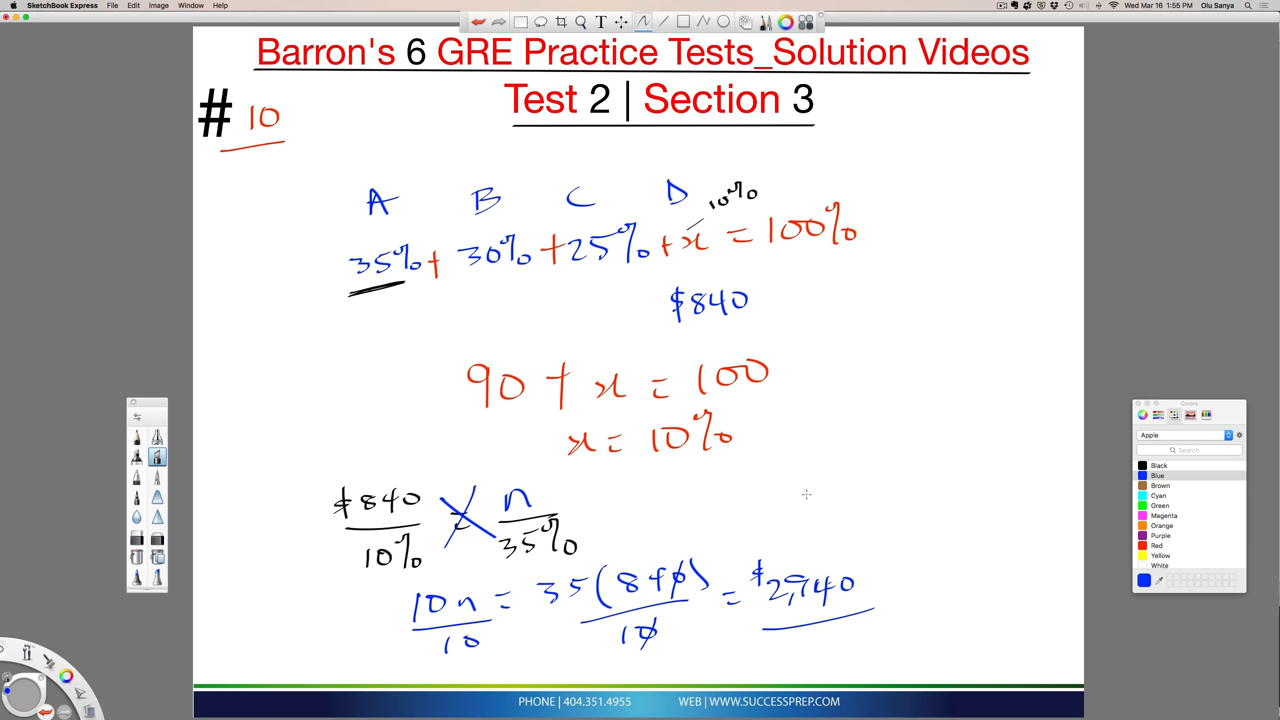 SketchBook Express File Edit Image Window Help
Wed Mar 16 1:55 PM Olu Sanya
Barron's 6 GRE Practice Tests_Solution Videos
Test 2 | Section 3
# 10
A B C D 10%
35% + 30% + 25% + x = 100%
$840
90 + x = 100
x = 10%
$840 / 10% = n / 35%
10n / 10 = 35(840) / 10 = $2,940
Colors
Apple
Search
Black
Blue
Brown
Cyan
Green
Magenta
Orange
Purple
Red
Yellow
White
PHONE | 404.351.4955 WEB | WWW.SUCCESSPREP.COM